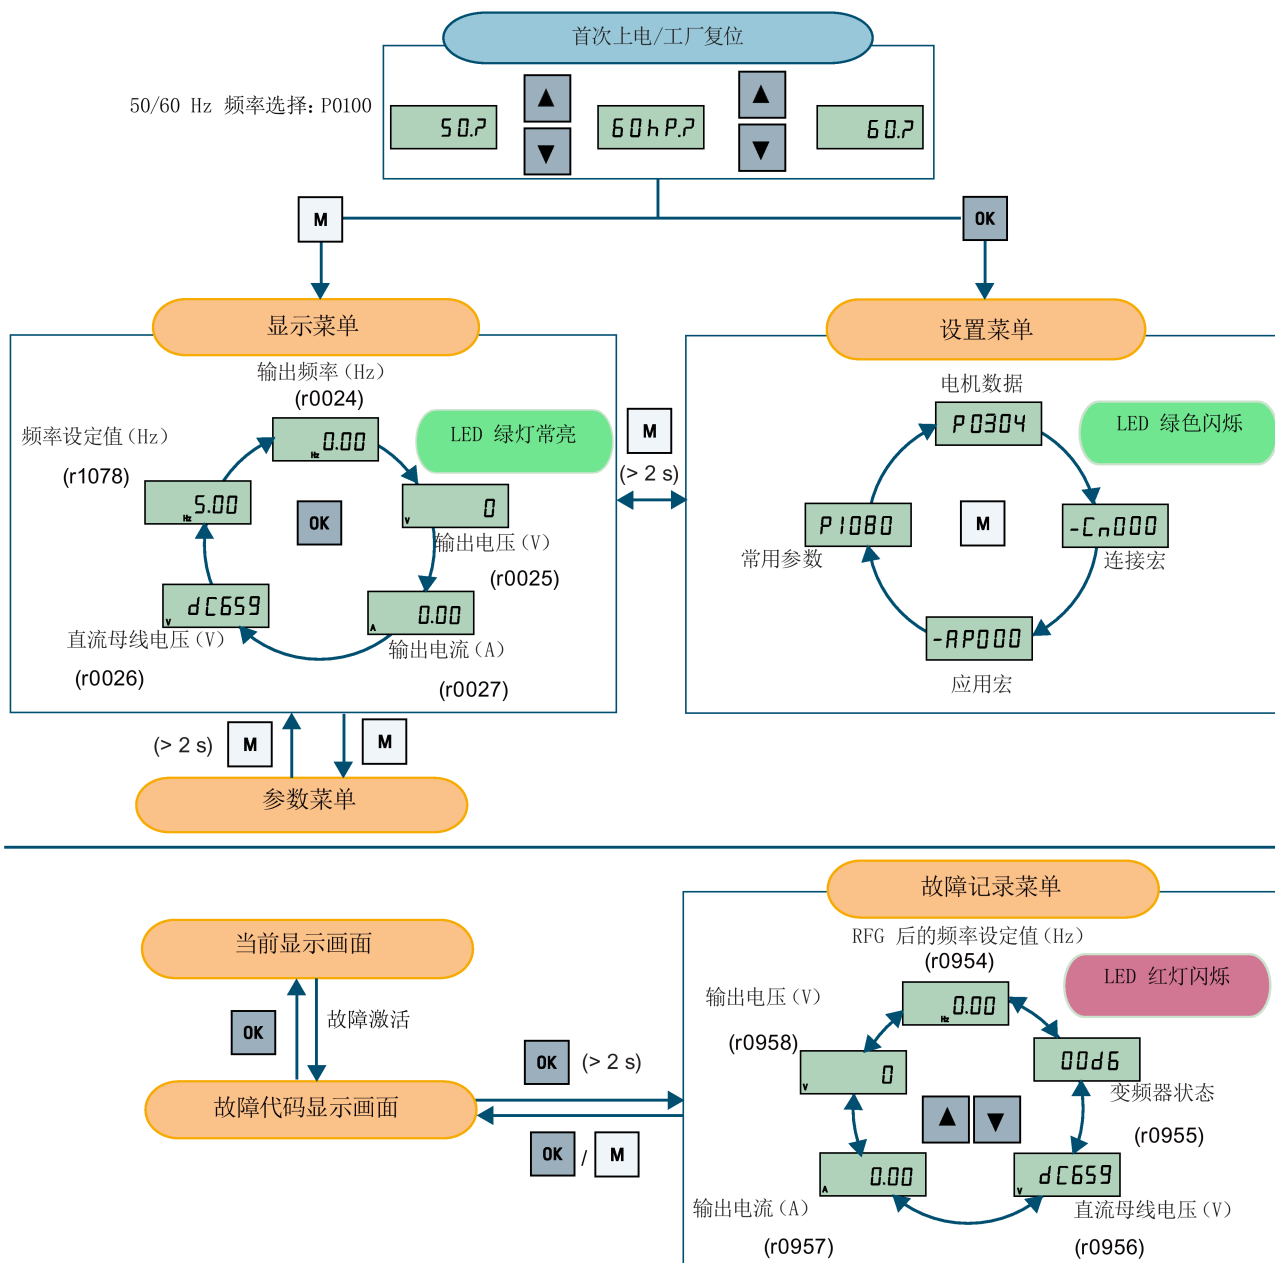 首次上电/工厂复位
50/60 Hz 频率选择: P0100
50.?
60hP.?
60.?
M
OK
显示菜单
设置菜单
输出频率(Hz)
(r0024)
0.00
Hz
LED 绿灯常亮
频率设定值(Hz)
(r1078)
5.00
Hz
OK
0
V
输出电压(V)
(r0025)
dC659
V
直流母线电压(V)
(r0026)
0.00
A
输出电流(A)
(r0027)
M
(> 2 s)
电机数据
P0304
LED 绿色闪烁
P1080
常用参数
M
-Cn000
连接宏
-AP000
应用宏
(> 2 s)
M
M
参数菜单
故障记录菜单
当前显示画面
OK
故障激活
故障代码显示画面
OK
(> 2 s)
OK
/
M
RFG 后的频率设定值(Hz)
(r0954)
0.00
Hz
LED 红灯闪烁
输出电压(V)
(r0958)
0
V
00d6
变频器状态
(r0955)
0.00
A
输出电流(A)
(r0957)
dC659
V
直流母线电压(V)
(r0956)